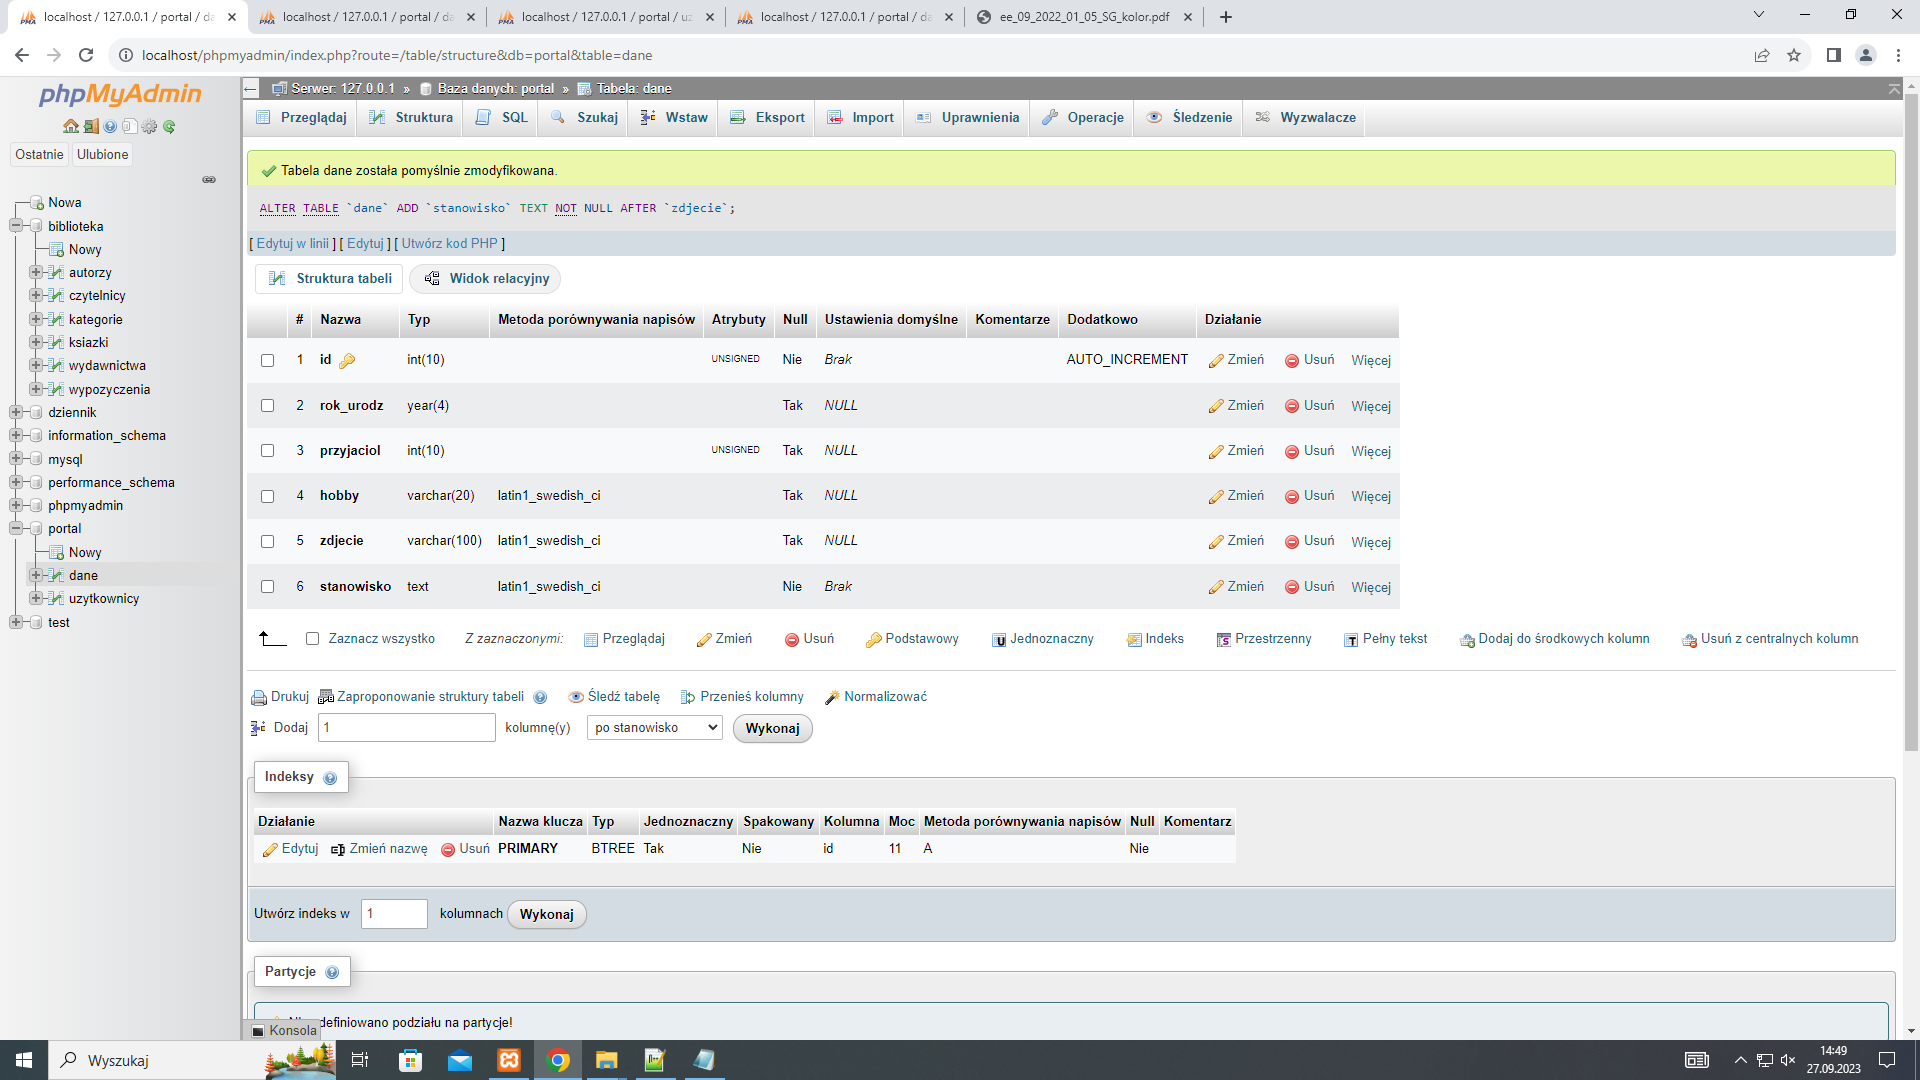 localhost / 127.0.0.1 / portal / da
localhost / 127.0.0.1 / portal / da
localhost / 127.0.0.1 / portal / uz
localhost / 127.0.0.1 / portal / da
ee_09_2022_01_05_SG_kolor.pdf
localhost/phpmyadmin/index.php?route=/table/structure&db=portal&table=dane
phpMyAdmin
Ostatnie Ulubione
Nowa
biblioteka
Nowy
autorzy
czytelnicy
kategorie
ksiazki
wydawnictwa
wypozyczenia
dziennik
information_schema
mysql
performance_schema
phpmyadmin
portal
Nowy
dane
uzytkownicy
test
Serwer: 127.0.0.1 » Baza danych: portal » Tabela: dane
Przeglądaj Struktura SQL Szukaj Wstaw Eksport Import Uprawnienia Operacje Śledzenie Wyzwalacze
Tabela dane została pomyślnie zmodyfikowana.
ALTER TABLE `dane` ADD `stanowisko` TEXT NOT NULL AFTER `zdjecie`;
[ Edytuj w linii ] [ Edytuj ] [ Utwórz kod PHP ]
Struktura tabeli Widok relacyjny
# Nazwa Typ Metoda porównywania napisów Atrybuty Null Ustawienia domyślne Komentarze Dodatkowo Działanie
1 id int(10) UNSIGNED Nie Brak AUTO_INCREMENT Zmień Usuń Więcej
2 rok_urodz year(4) Tak NULL Zmień Usuń Więcej
3 przyjaciol int(10) UNSIGNED Tak NULL Zmień Usuń Więcej
4 hobby varchar(20) latin1_swedish_ci Tak NULL Zmień Usuń Więcej
5 zdjecie varchar(100) latin1_swedish_ci Tak NULL Zmień Usuń Więcej
6 stanowisko text latin1_swedish_ci Nie Brak Zmień Usuń Więcej
Zaznacz wszystko Z zaznaczonymi: Przeglądaj Zmień Usuń Podstawowy Jednoznaczny Indeks Przestrzenny Pełny tekst Dodaj do środkowych kolumn Usuń z centralnych kolumn
Drukuj Zaproponowanie struktury tabeli Śledź tabelę Przenieś kolumny Normalizować
Dodaj 1 kolumnę(y) po stanowisko Wykonaj
Indeksy
Działanie Nazwa klucza Typ Jednoznaczny Spakowany Kolumna Moc Metoda porównywania napisów Null Komentarz
Edytuj Zmień nazwę Usuń PRIMARY BTREE Tak Nie id 11 A Nie
Utwórz indeks w 1 kolumnach Wykonaj
Partycje
definiowano podziału na partycje!
Konsola
Wyszukaj
14:49
27.09.2023